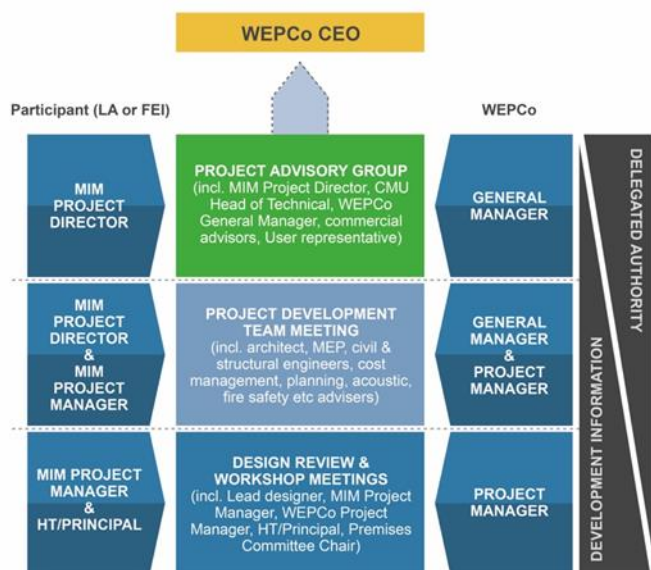 WEPCo CEO
Participant (LA or FEI)
WEPCo
MIM
PROJECT
DIRECTOR
PROJECT ADVISORY GROUP
(incl. MIM Project Director, CMU
Head of Technical, WEPCo
General Manager, commercial
advisors, User representative)
GENERAL
MANAGER
MIM
PROJECT
DIRECTOR
&
MIM
PROJECT
MANAGER
PROJECT DEVELOPMENT
TEAM MEETING
(incl. architect, MEP, civil &
structural engineers, cost
management, planning, acoustic,
fire safety etc advisers)
GENERAL
MANAGER
&
PROJECT
MANAGER
MIM PROJECT
MANAGER
&
HT/PRINCIPAL
DESIGN REVIEW &
WORKSHOP MEETINGS
(incl. Lead designer, MIM Project
Manager, WEPCo Project
Manager, HT/Principal, Premises
Committee Chair)
PROJECT
MANAGER
DELEGATED AUTHORITY
DEVELOPMENT INFORMATION